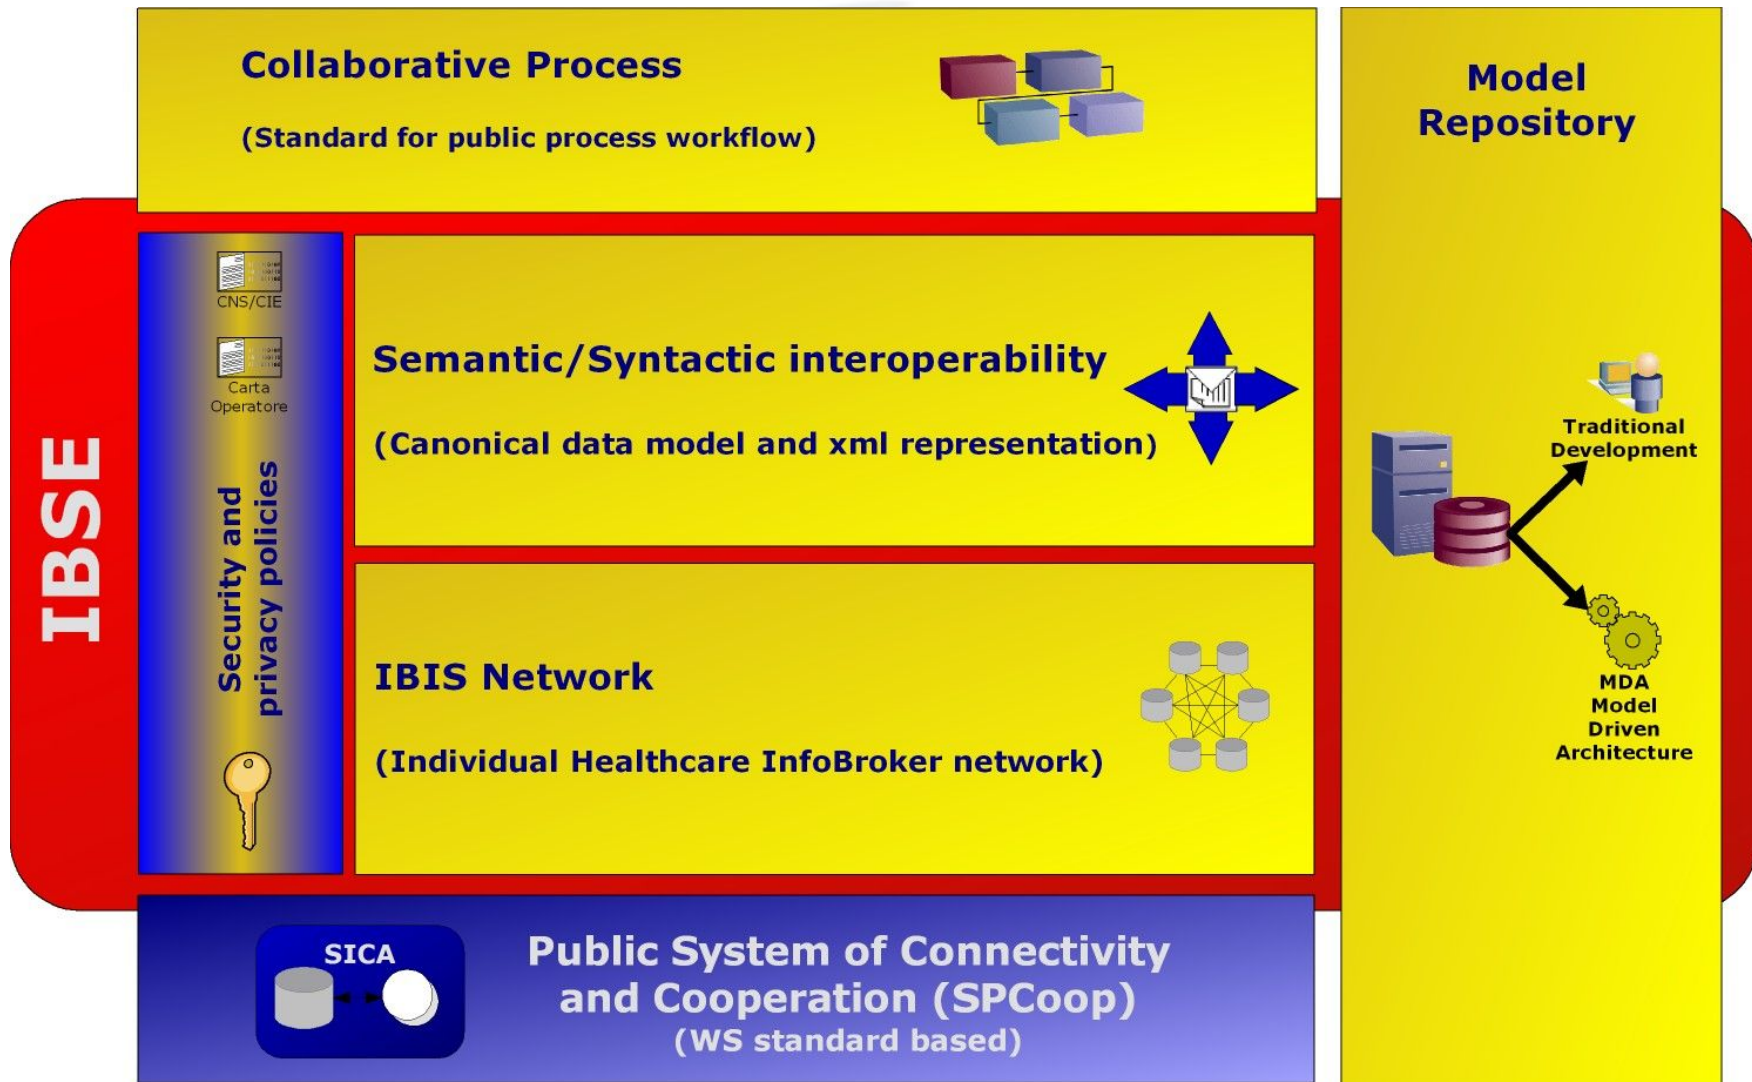 Collaborative Process
(Standard for public process workflow)
Model
Repository
IBSE
CNS/CIE
Carta
Operatore
Security and
privacy policies
Semantic/Syntactic interoperability
(Canonical data model and xml representation)
IBIS Network
(Individual Healthcare InfoBroker network)
Traditional
Development
MDA
Model
Driven
Architecture
SICA
Public System of Connectivity
and Cooperation (SPCoop)
(WS standard based)